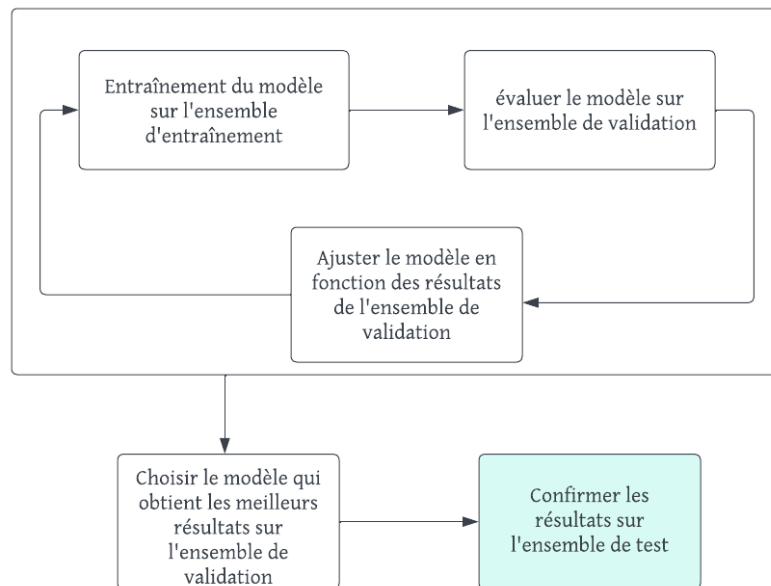 Entraînement du modèle
sur l'ensemble
d'entraînement
évaluer le modèle sur
l'ensemble de validation
Ajuster le modèle en
fonction des résultats
de l'ensemble de
validation
Choisir le modèle qui
obtient les meilleurs
résultats sur
l'ensemble de
validation
Confirmer les
résultats sur
l'ensemble de test